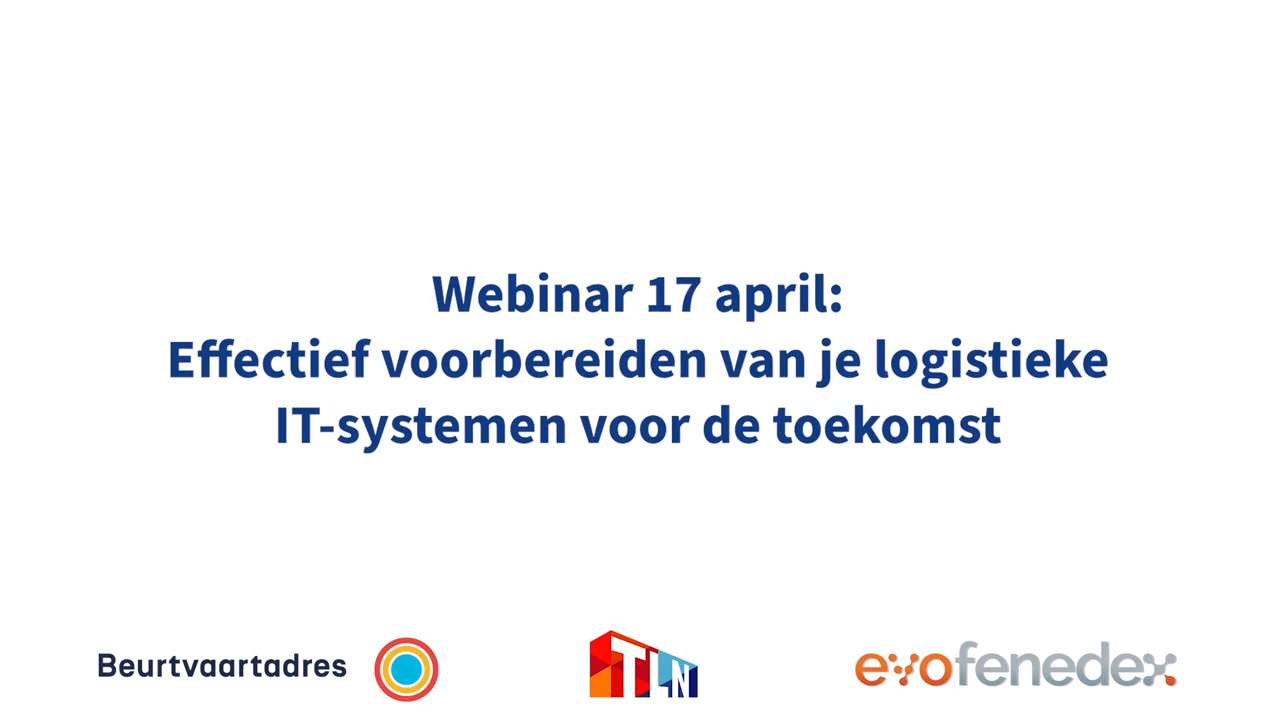 Webinar 17 april:
Effectief voorbereiden van je logistieke
IT-systemen voor de toekomst
Beurtvaartadres
TLN
evofenedex